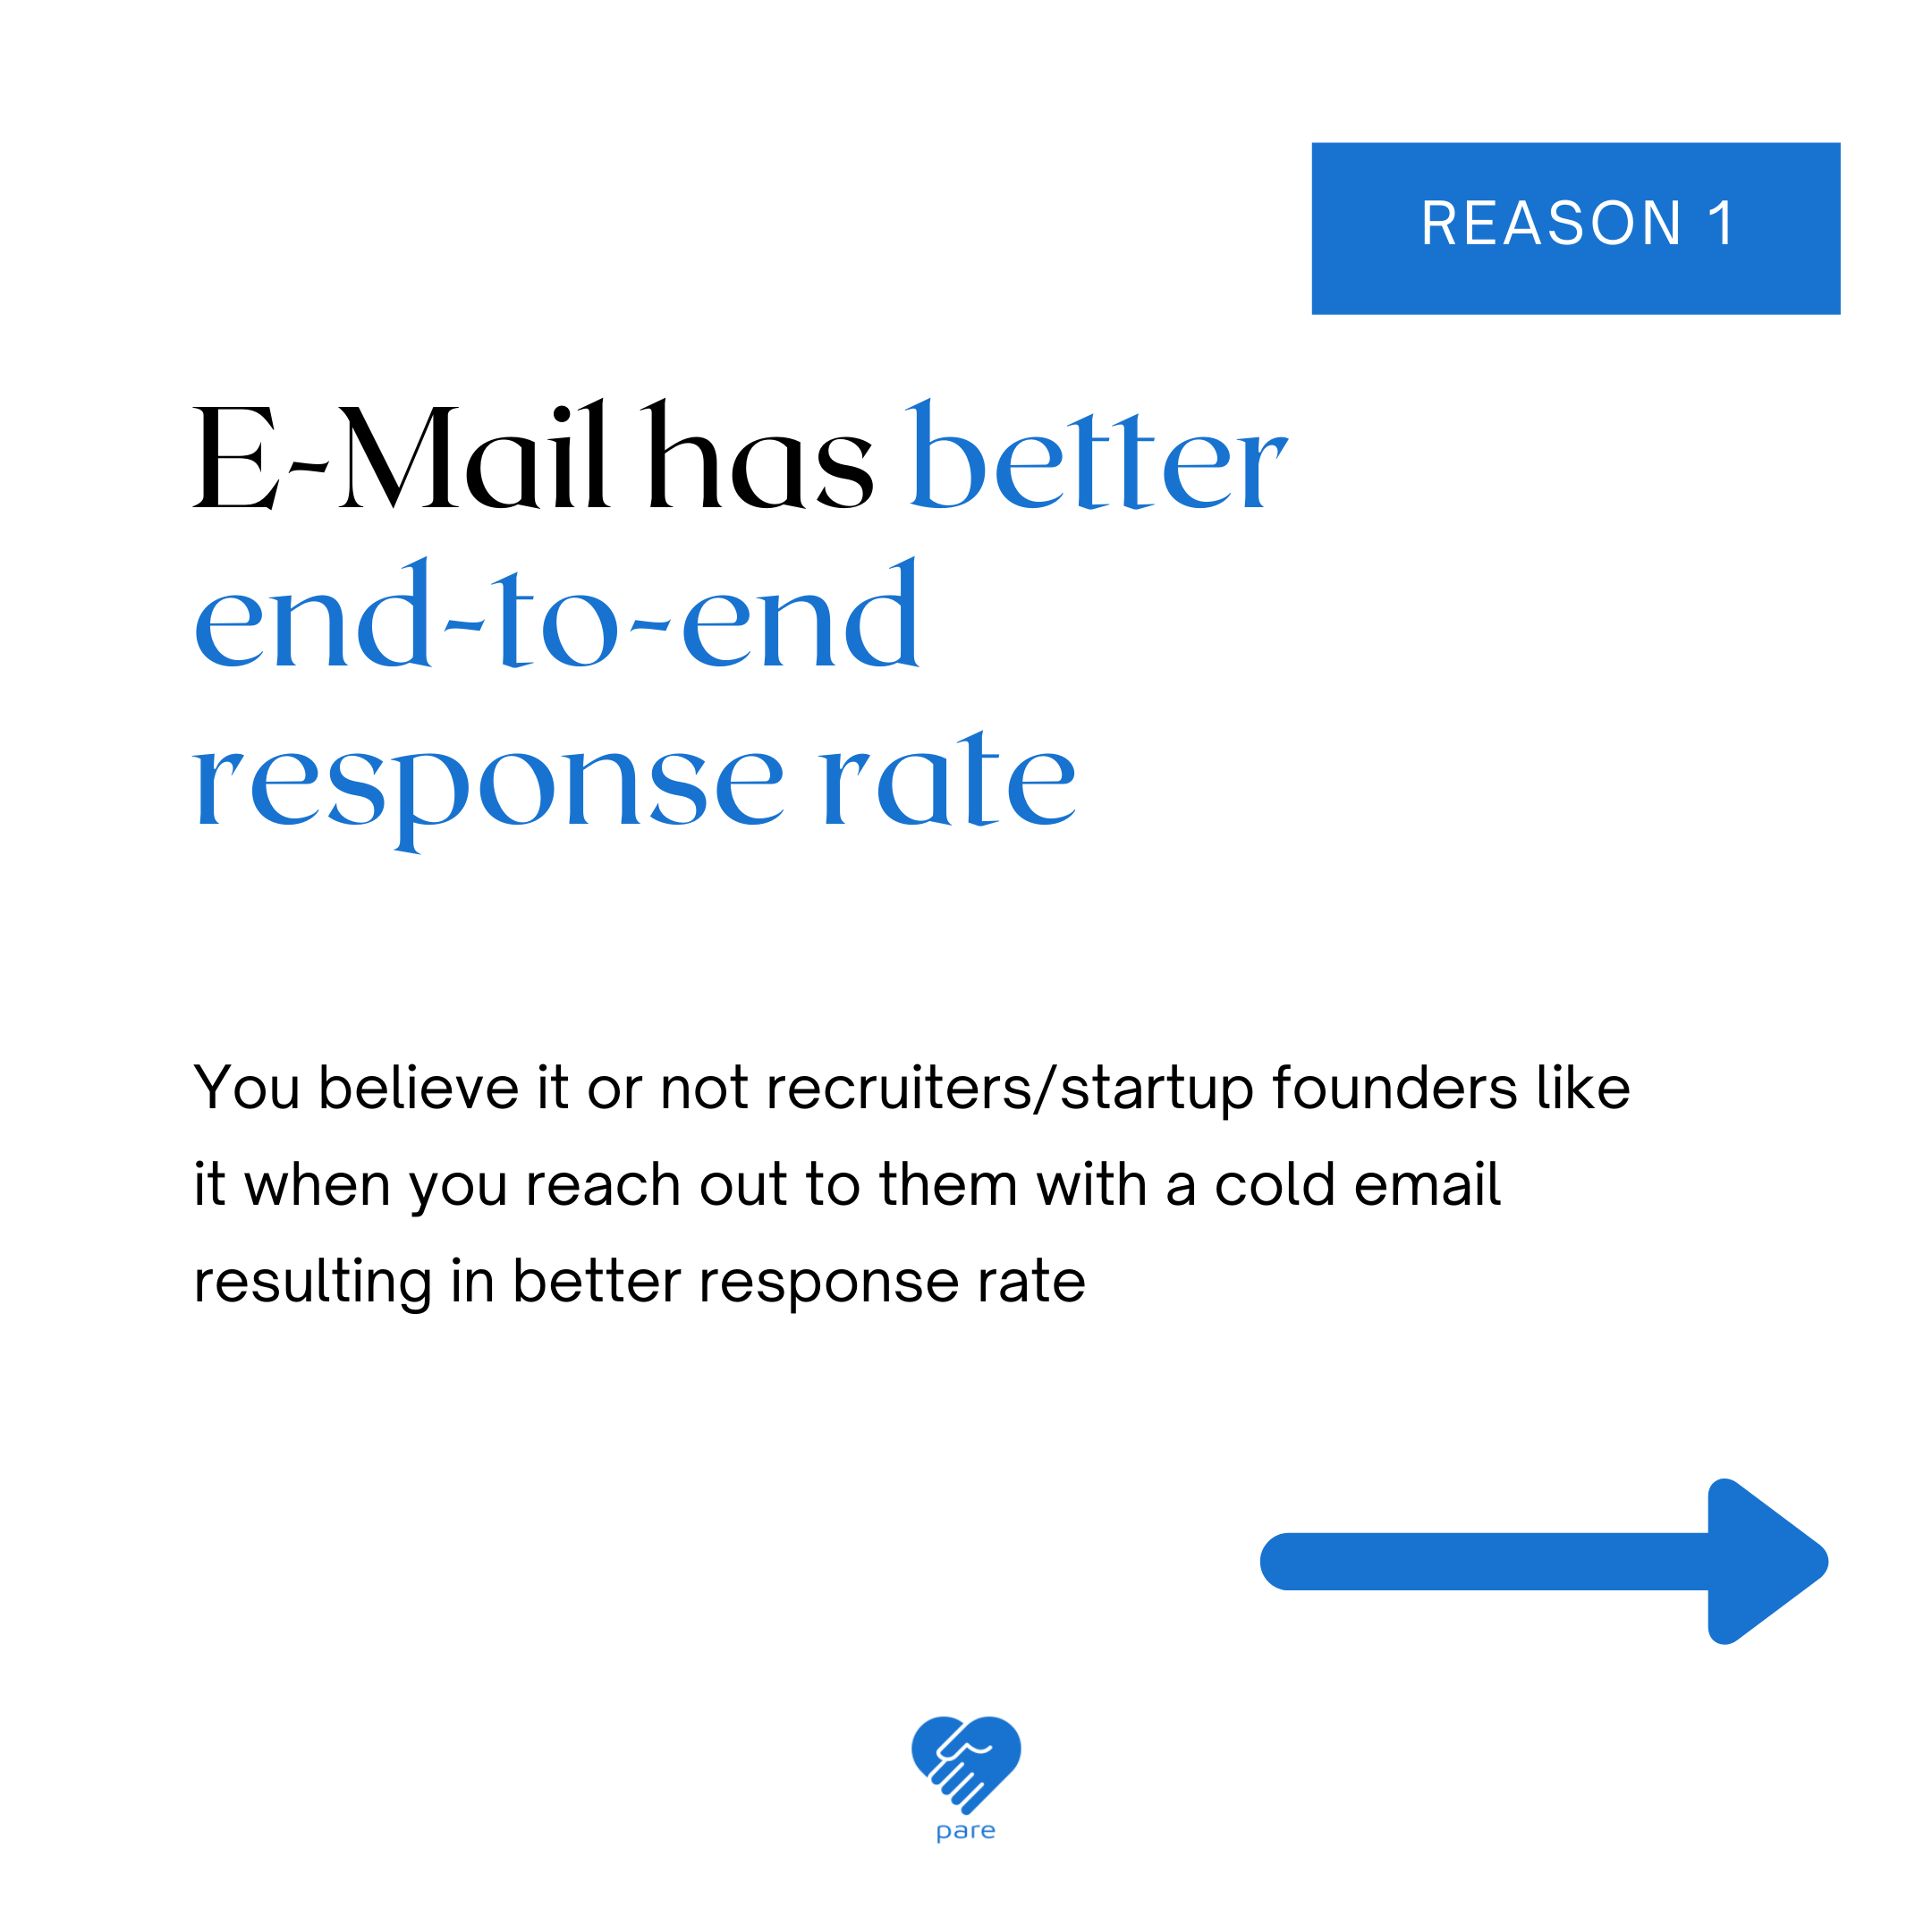 REASON 1
E-Mail has better
end-to-end
response rate
You believe it or not recruiters/startup founders like
it when you reach out to them with a cold email
resulting in better response rate
pare